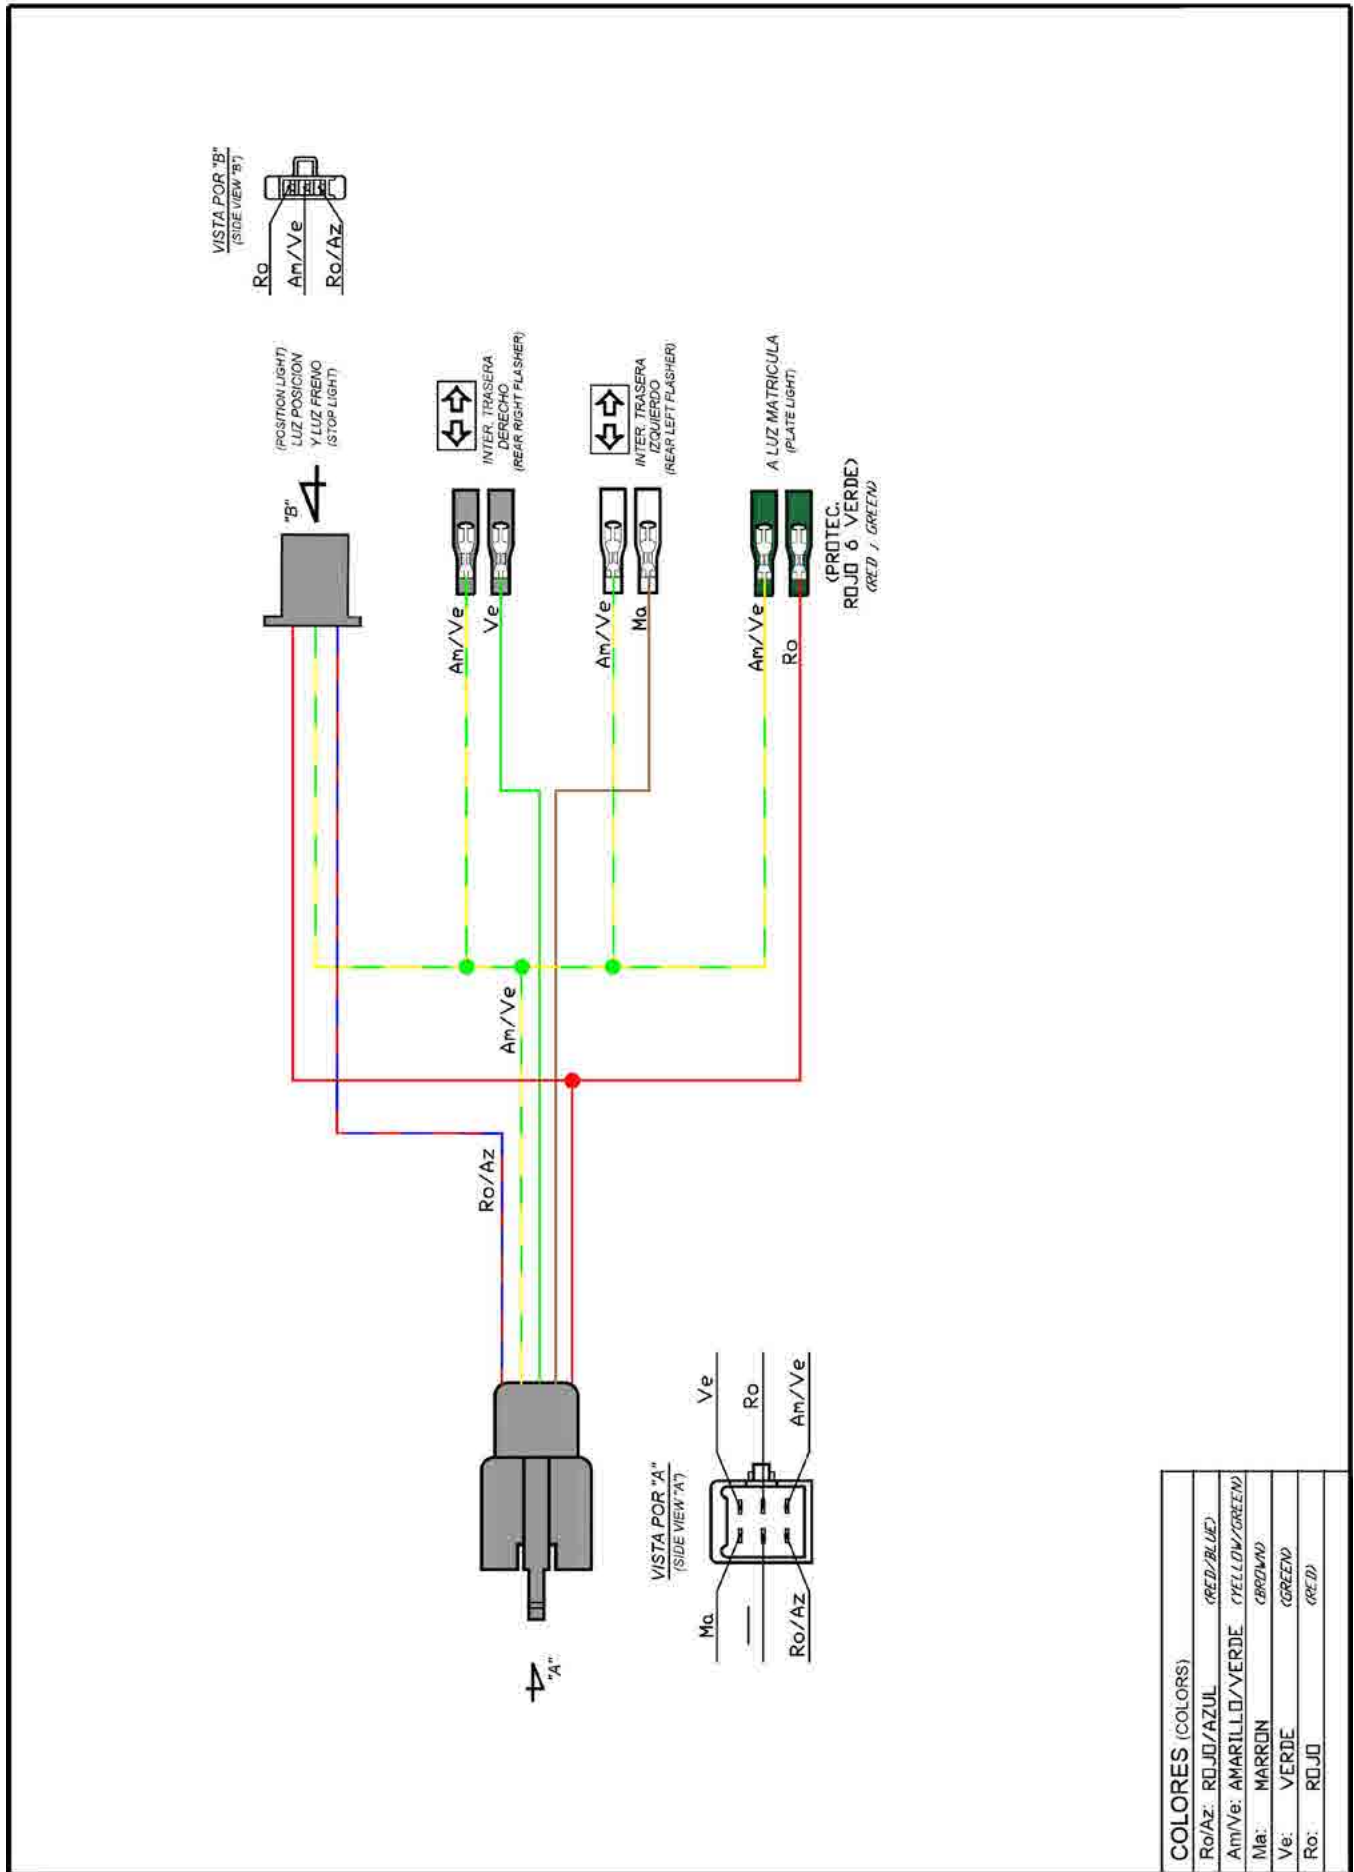 VISTA POR "B"
(SIDE VIEW "B")
Ro
Am/Ve
Ro/Az
(POSITION LIGHT)
LUZ POSICION
Y LUZ FRENO
(STOP LIGHT)
"B"
INTER. TRASERA
DERECHO
(REAR RIGHT FLASHER)
Am/Ve
Ve
INTER. TRASERA
IZQUIERDO
(REAR LEFT FLASHER)
Am/Ve
Ma
A LUZ MATRICULA
(PLATE LIGHT)
Am/Ve
Ro
(PROTEC.
ROJO ó VERDE)
(RED / GREEN)
Am/Ve
Ro/Az
"A"
VISTA POR "A"
(SIDE VIEW "A")
Ve
Ro
Am/Ve
Ma
—
Ro/Az
COLORES (COLORS)
Ro/Az: ROJO/AZUL (RED/BLUE)
Am/Ve: AMARILLO/VERDE (YELLOW/GREEN)
Ma: MARRON (BROWN)
Ve: VERDE (GREEN)
Ro: ROJO (RED)